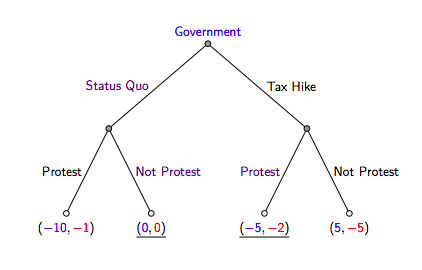 Government
Status Quo Tax Hike
Protest Not Protest Protest Not Protest
(−10, −1) (0, 0) (−5, −2) (5, −5)